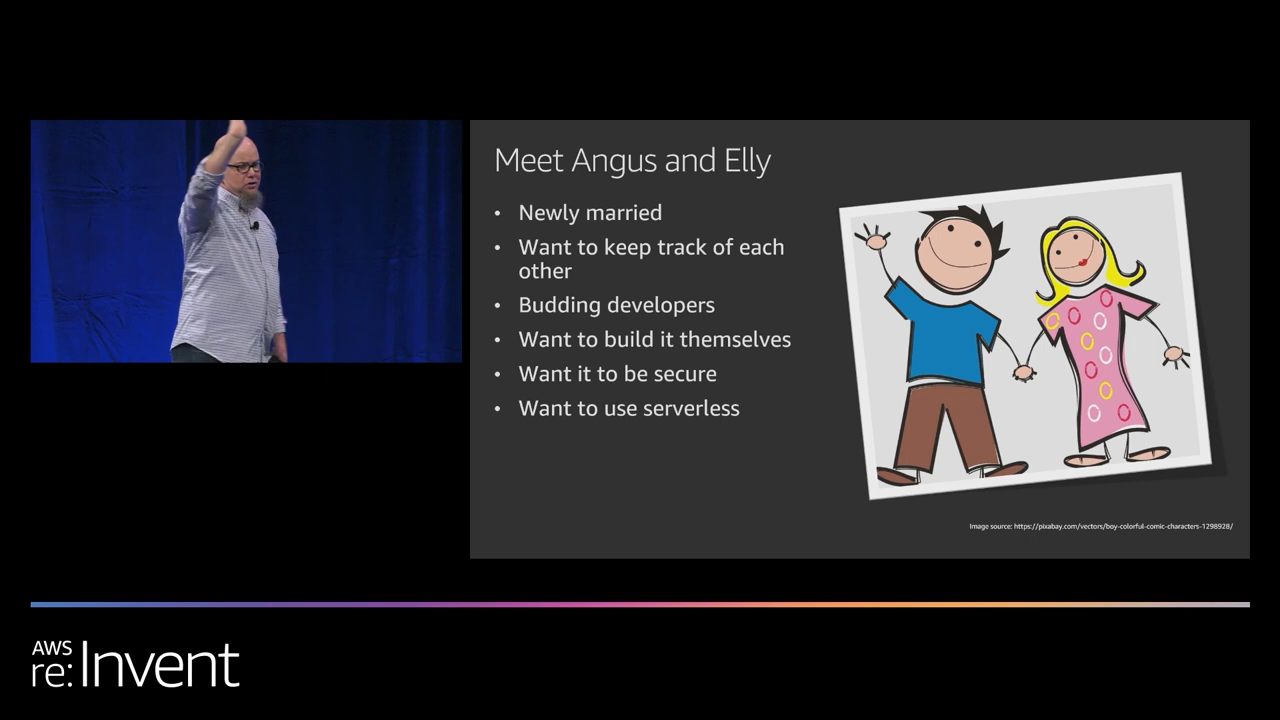 Meet Angus and Elly
• Newly married
• Want to keep track of each
other
• Budding developers
• Want to build it themselves
• Want it to be secure
• Want to use serverless
Image source: https://pixabay.com/vectors/boy-colorful-comic-characters-1298928/
AWS
re:Invent